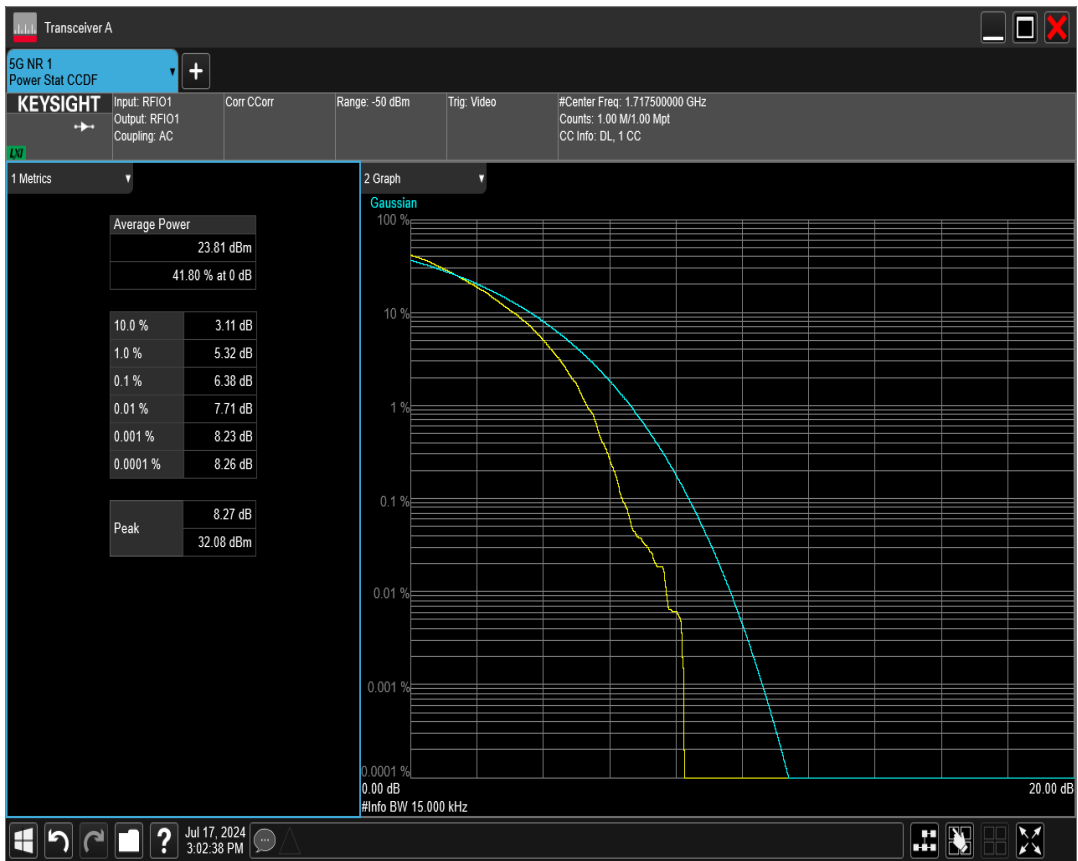 Transceiver A
5G NR 1
Power Stat CCDF
KEYSIGHT
LXI
Input: RFIO1
Output: RFIO1
Coupling: AC
Corr CCorr
Range: -50 dBm
Trig: Video
#Center Freq: 1.717500000 GHz
Counts: 1.00 M/1.00 Mpt
CC Info: DL, 1 CC
1 Metrics
Average Power
23.81 dBm
41.80 % at 0 dB
10.0 % 3.11 dB
1.0 % 5.32 dB
0.1 % 6.38 dB
0.01 % 7.71 dB
0.001 % 8.23 dB
0.0001 % 8.26 dB
Peak
8.27 dB
32.08 dBm
2 Graph
Gaussian
100 %
10 %
1 %
0.1 %
0.01 %
0.001 %
0.0001 %
0.00 dB 20.00 dB
#Info BW 15.000 kHz
?
Jul 17, 2024
3:02:38 PM